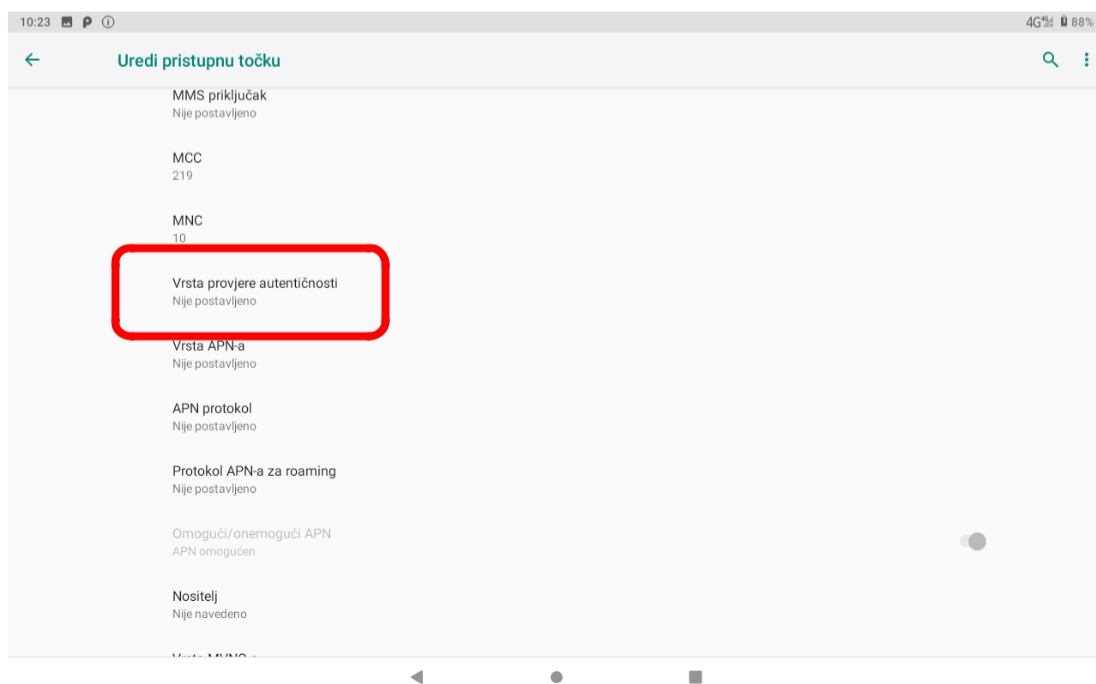 10:23
4G 88%
Uredi pristupnu točku
MMS priključak
Nije postavljeno
MCC
219
MNC
10
Vrsta provjere autentičnosti
Nije postavljeno
Vrsta APN-a
Nije postavljeno
APN protokol
Nije postavljeno
Protokol APN-a za roaming
Nije postavljeno
Omogući/onemogući APN
APN omogućen
Nositelj
Nije navedeno